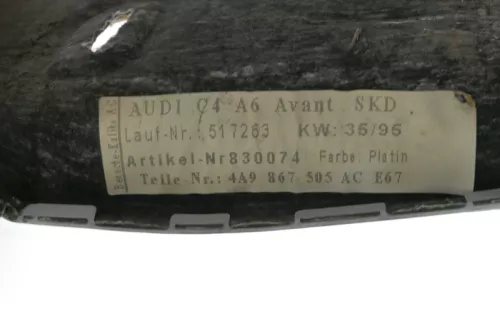 AUDI C4 A6 Avant SKD
Lauf-Nr.: 517263 KW: 35/95
Artikel-Nr830074 Farbe: Platin
Teile-Nr.: 4A9 867 505 AC E67